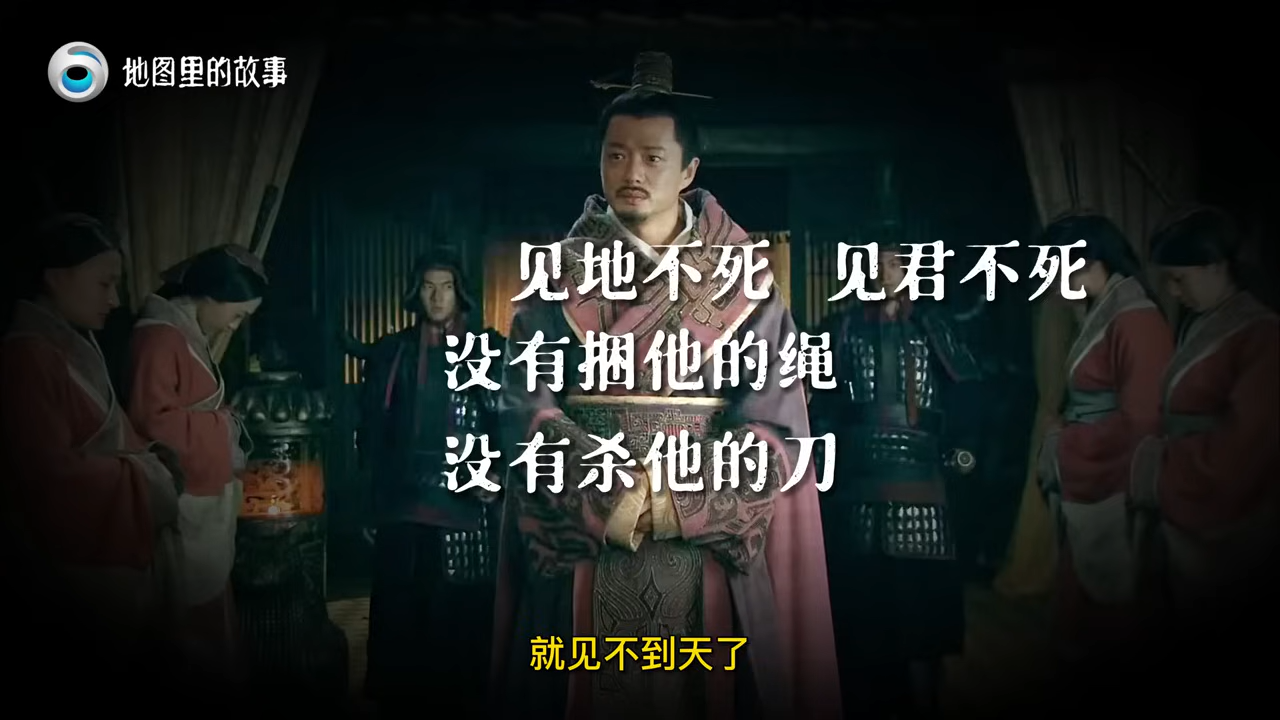 地图里的故事
见地不死 见君不死
没有捆他的绳
没有杀他的刀
就见不到天了